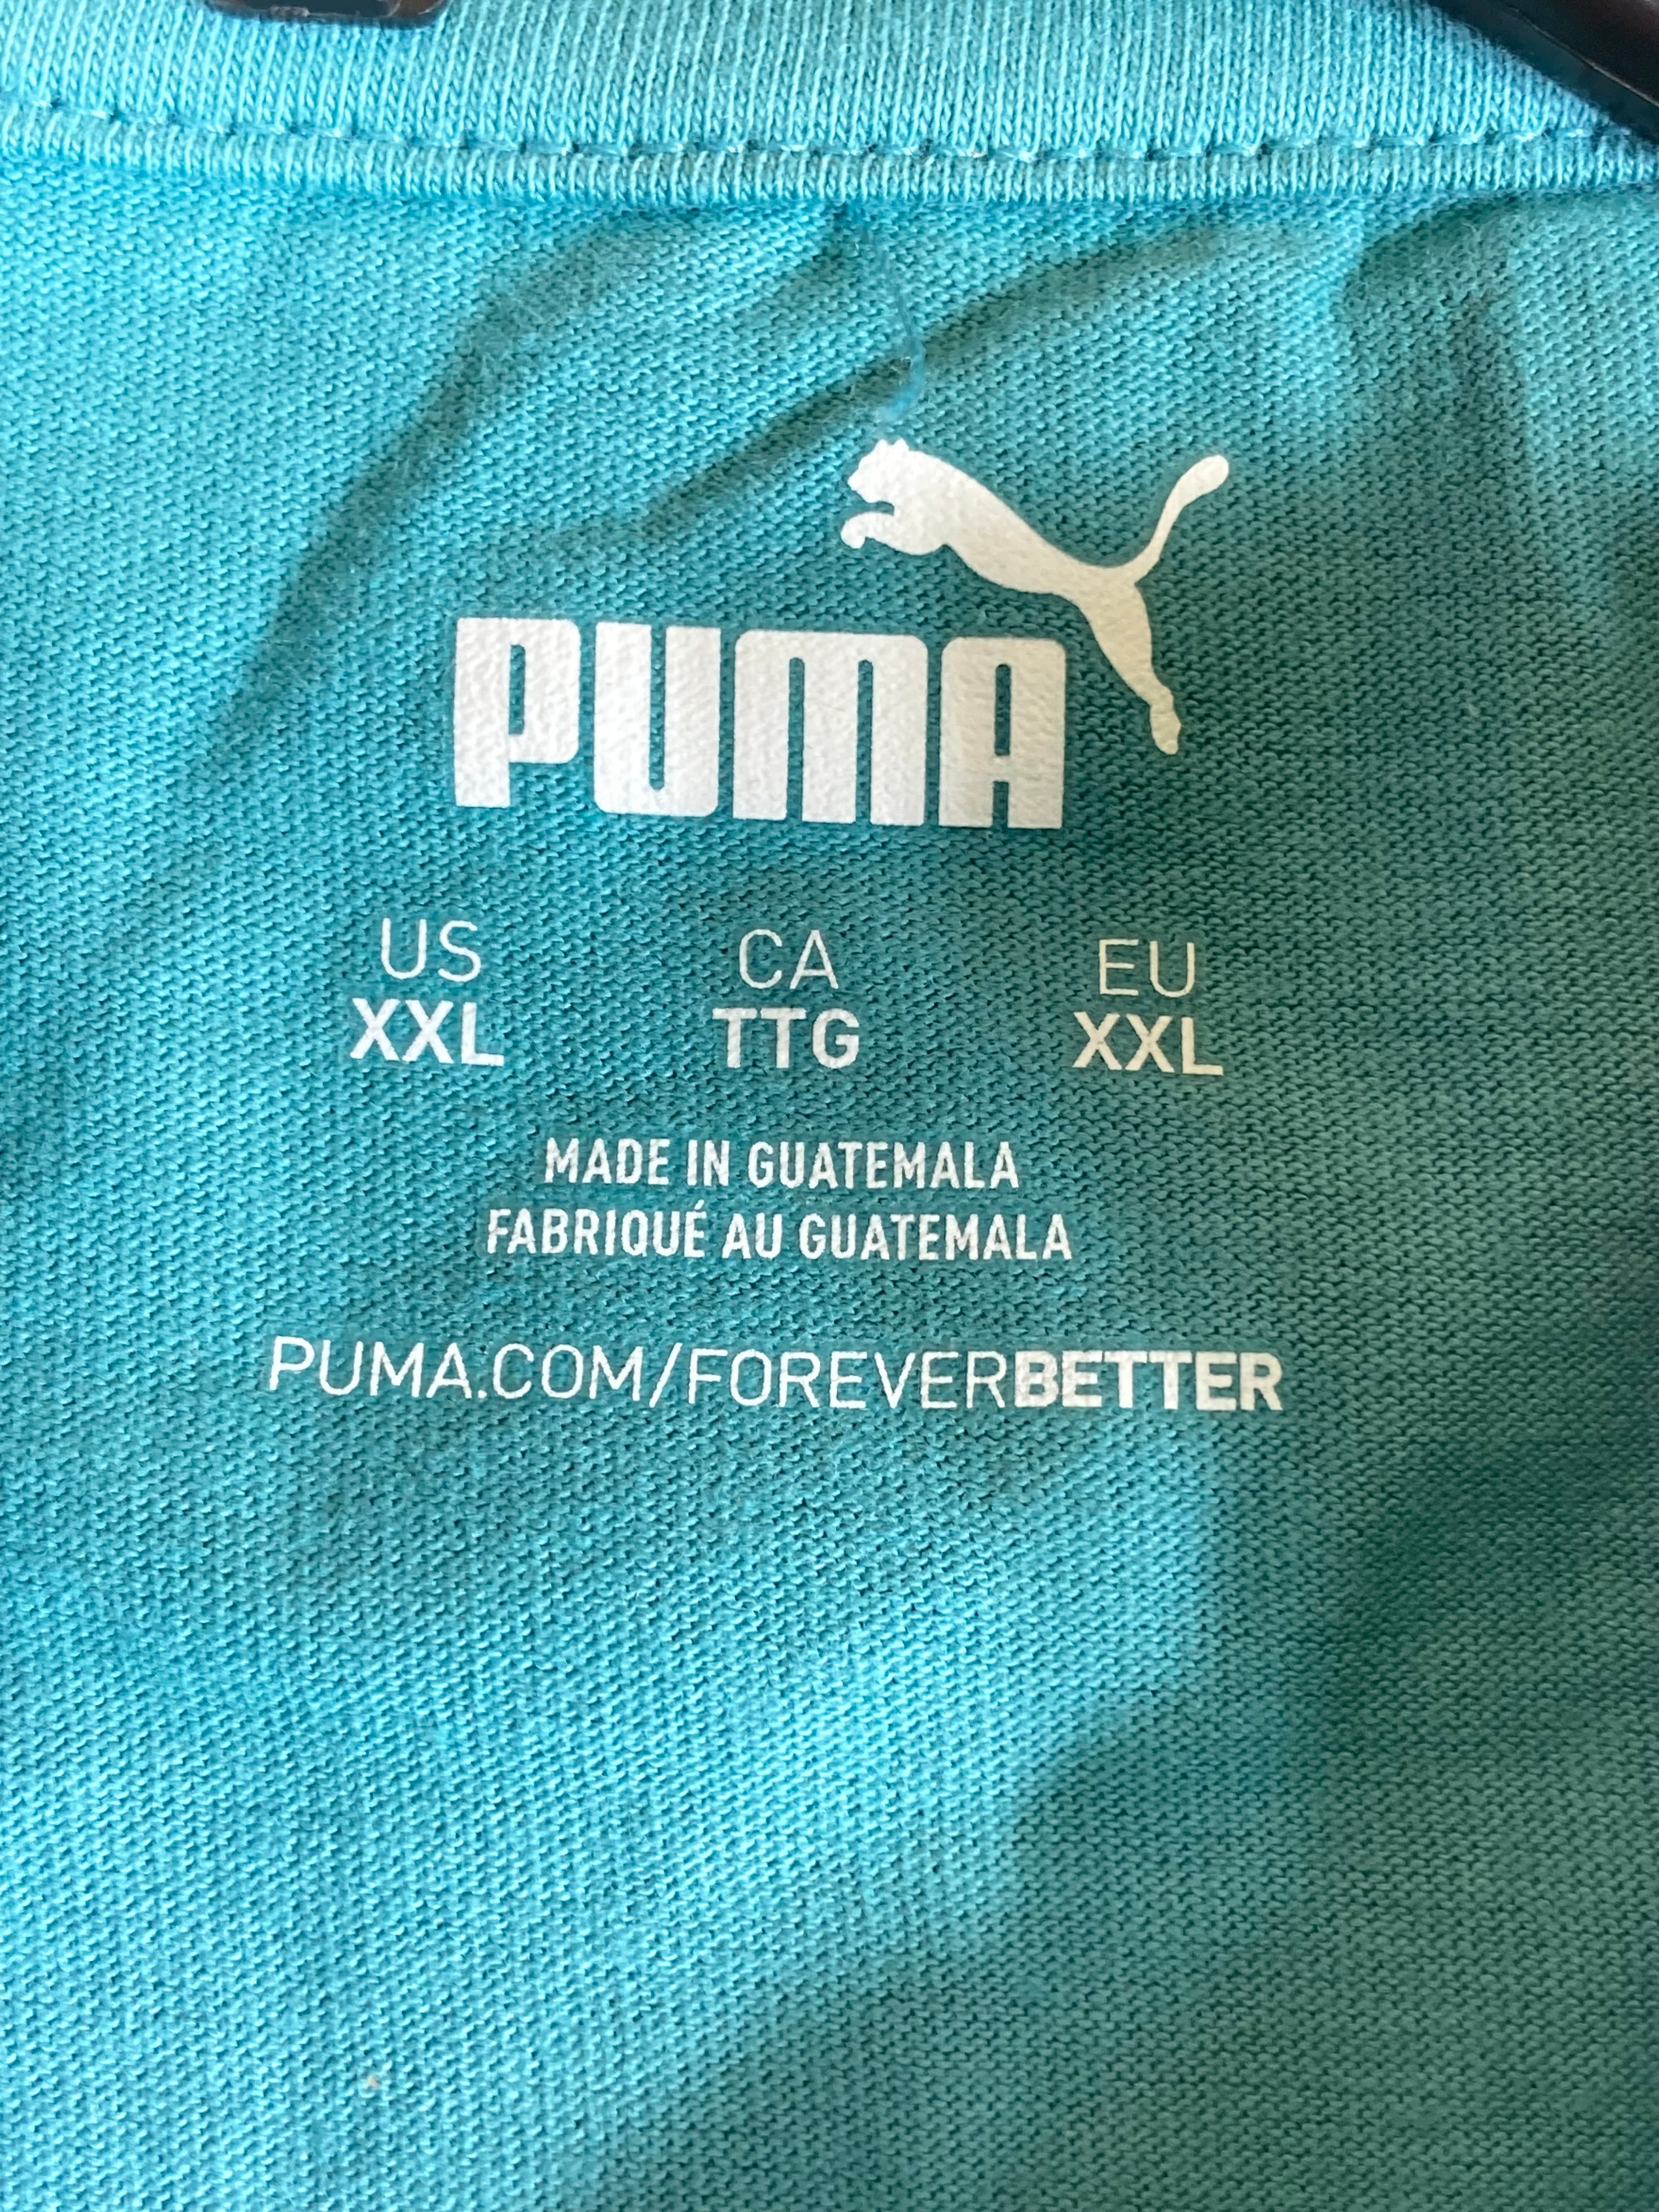 PUMA
US CA EU
XXL TTG XXL
MADE IN GUATEMALA
FABRIQUÉ AU GUATEMALA
PUMA.COM/FOREVERBETTER